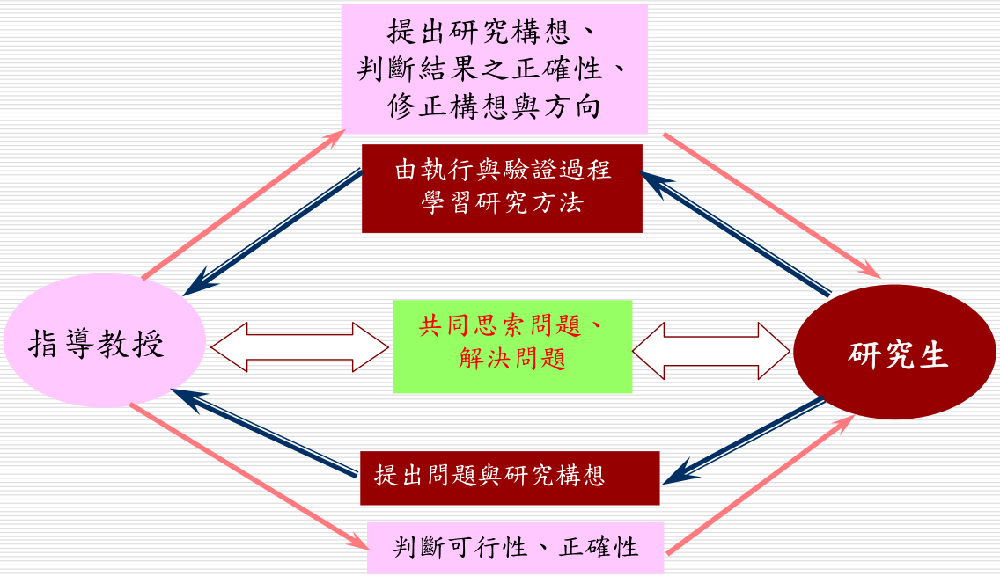 提出研究構想、
判斷結果之正確性、
修正構想與方向
由執行與驗證過程
學習研究方法
指導教授
共同思索問題、
解決問題
研究生
提出問題與研究構想
判斷可行性、正確性